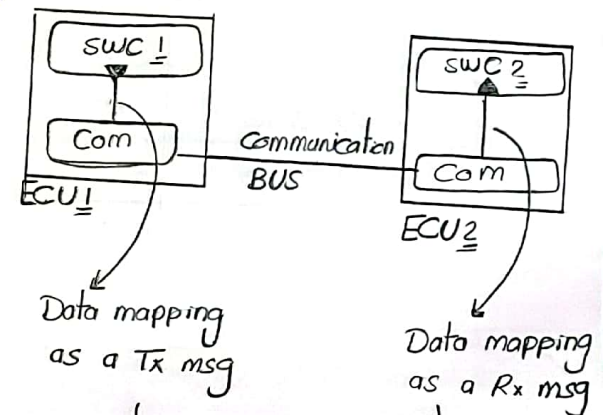 SWC 1
Com
ECU1
Communication
BUS
SWC 2
Com
ECU2
Data mapping
as a Tx msg
Data mapping
as a Rx msg